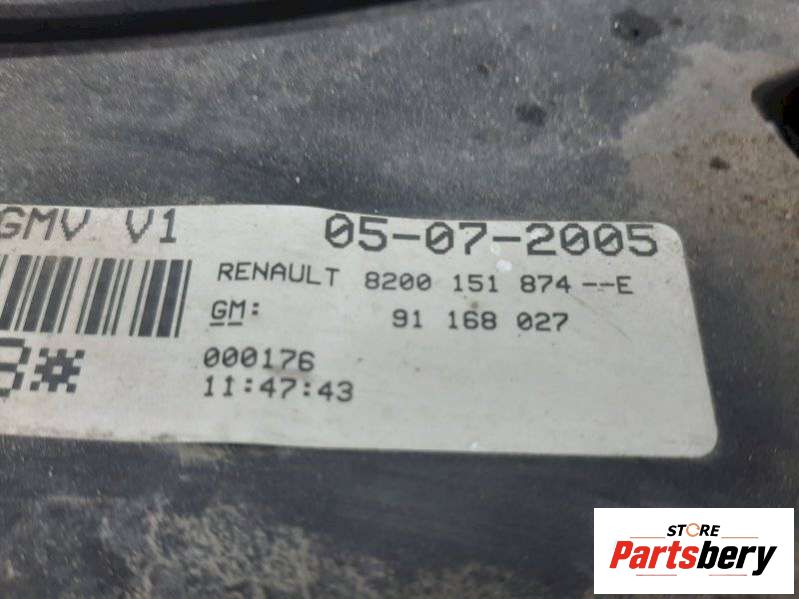 GMV V1 05-07-2005
RENAULT 8200 151 874--E
GM: 91 168 027
8*
000176
11:47:43
STORE
Partsbery